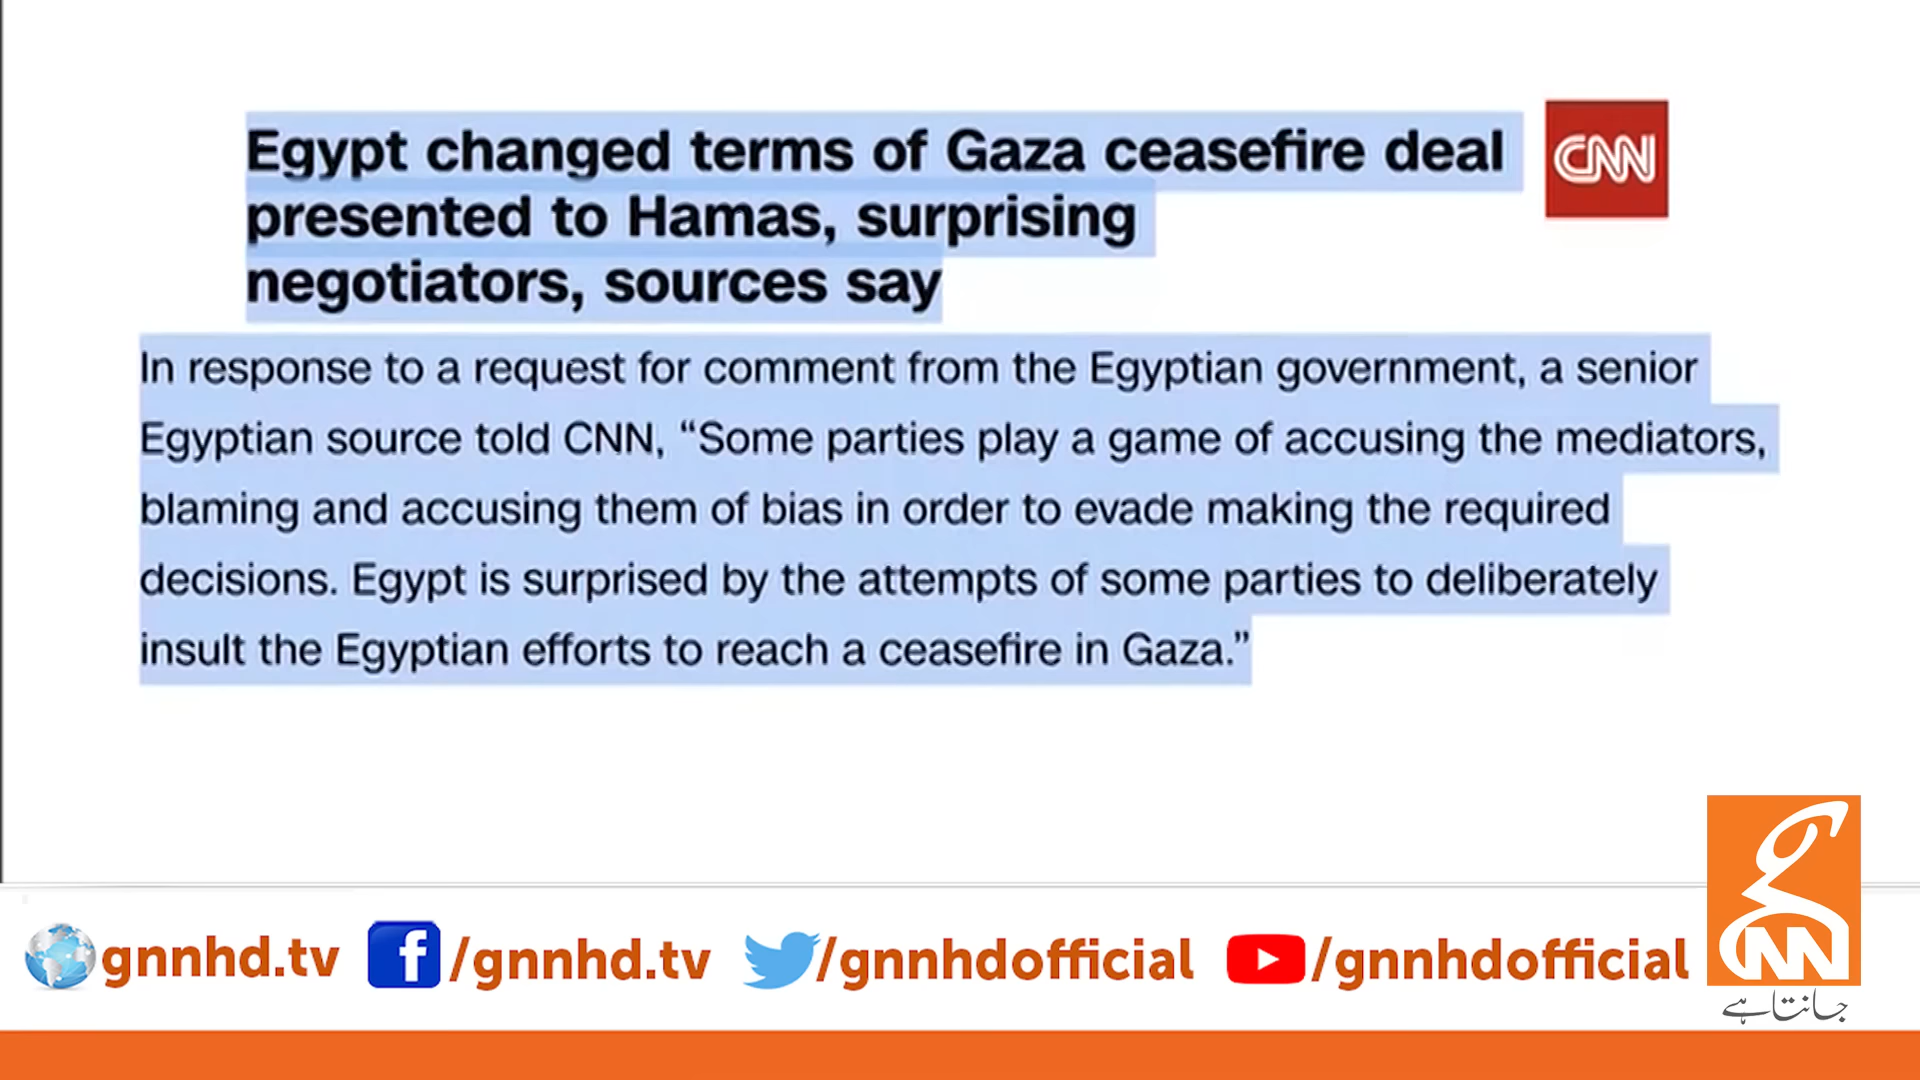 Egypt changed terms of Gaza ceasefire deal
presented to Hamas, surprising
negotiators, sources say
CNN
In response to a request for comment from the Egyptian government, a senior
Egyptian source told CNN, “Some parties play a game of accusing the mediators,
blaming and accusing them of bias in order to evade making the required
decisions. Egypt is surprised by the attempts of some parties to deliberately
insult the Egyptian efforts to reach a ceasefire in Gaza.”
gnnhd.tv
/gnnhd.tv
/gnnhdofficial
/gnnhdofficial
GNN
جانتا ہے